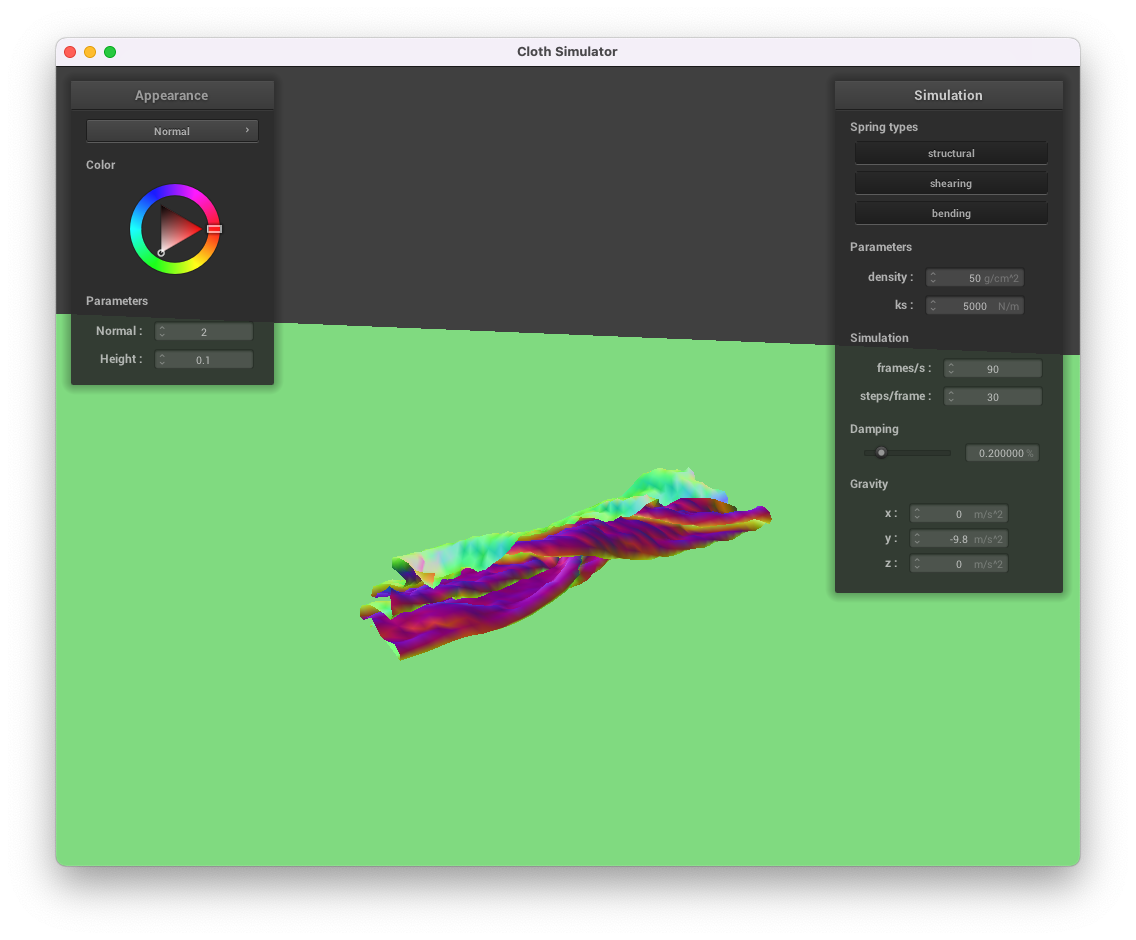 Cloth Simulator
Appearance
Normal
Color
Parameters
Normal : 2
Height : 0.1
Simulation
Spring types
structural
shearing
bending
Parameters
density : 50 g/cm^2
ks : 5000 N/m
Simulation
frames/s : 90
steps/frame : 30
Damping
0.200000 %
Gravity
x : 0 m/s^2
y : -9.8 m/s^2
z : 0 m/s^2